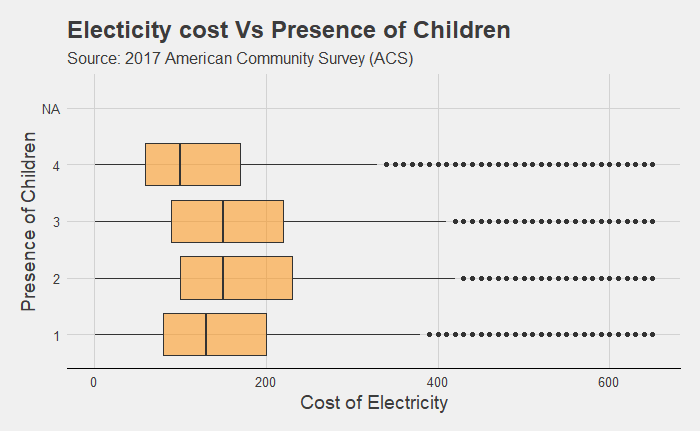 Electicity cost Vs Presence of Children
Source: 2017 American Community Survey (ACS)
Presence of Children
NA
4
3
2
1
0 200 400 600
Cost of Electricity